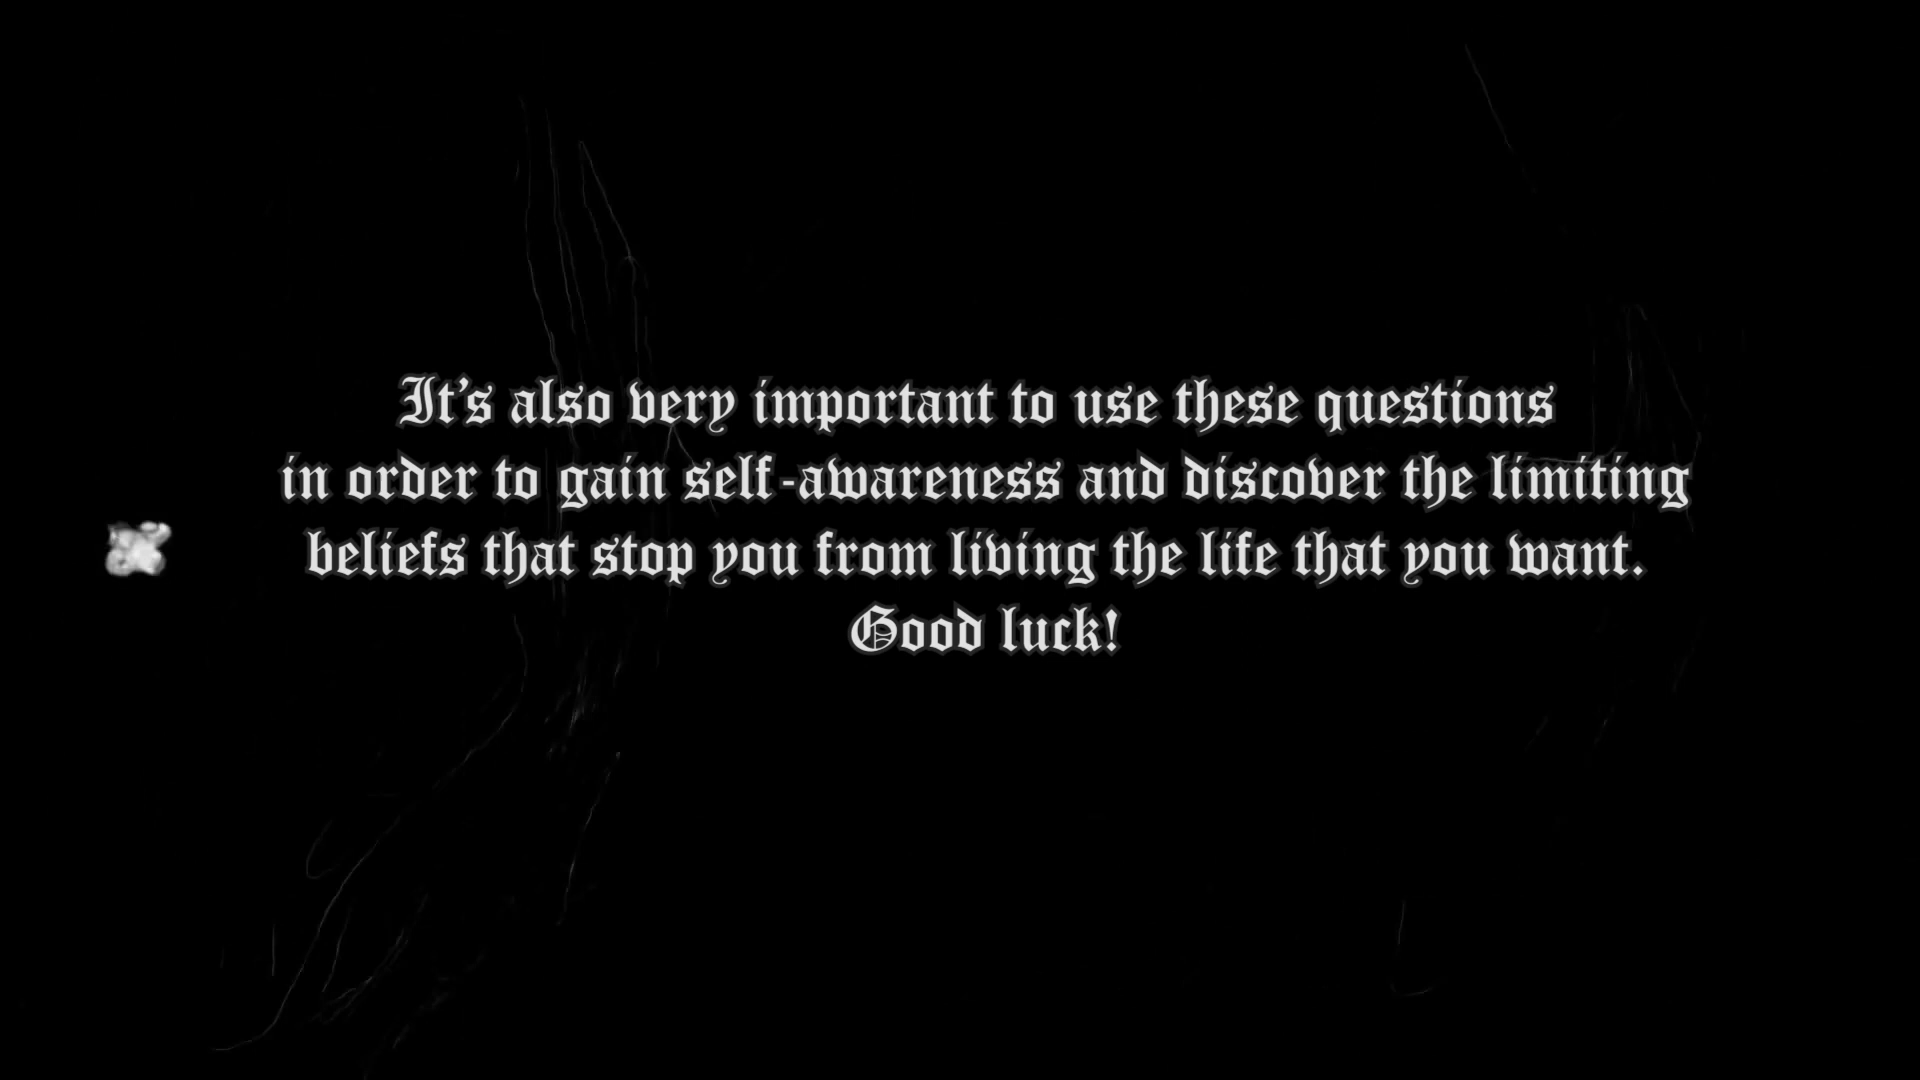 It's also very important to use these questions
in order to gain self-awareness and discover the limiting
beliefs that stop you from living the life that you want.
Good luck!